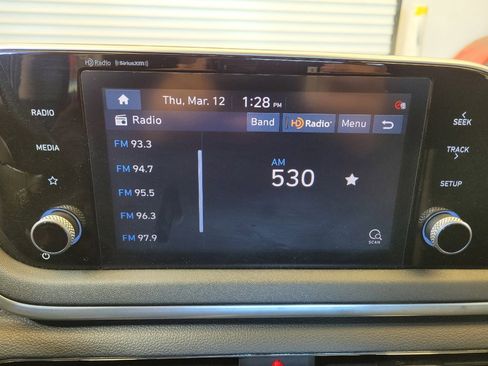 HD Radio ((SiriusXM))
Thu, Mar. 12 1:28 PM
Radio Band HD Radio Menu
RADIO
MEDIA
FM 93.3
FM 94.7
FM 95.5
FM 96.3
FM 97.9
AM
530
SCAN
SEEK
TRACK
SETUP